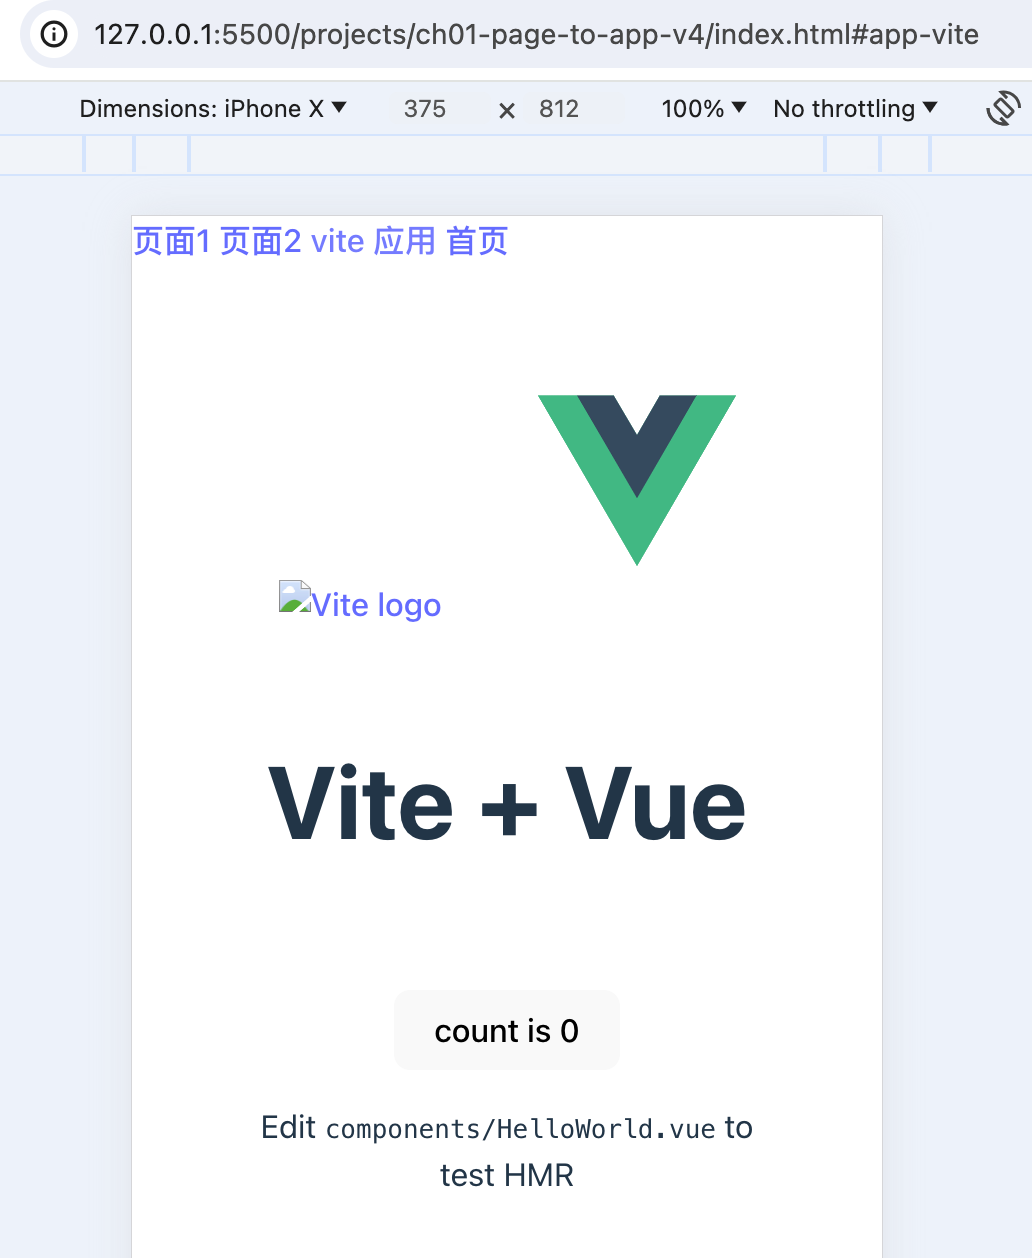 127.0.0.1:5500/projects/ch01-page-to-app-v4/index.html#app-vite
Dimensions: iPhone X 375 × 812 100% No throttling
页面1 页面2 vite 应用 首页
Vite logo
Vite + Vue
count is 0
Edit components/HelloWorld.vue to
test HMR